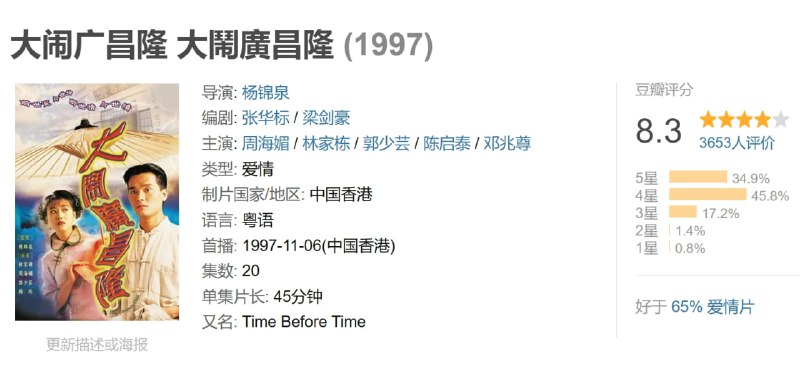 大闹广昌隆 大鬧廣昌隆 (1997)
导演: 杨锦泉
编剧: 张华标 / 梁剑豪
主演: 周海媚 / 林家栋 / 郭少芸 / 陈启泰 / 邓兆尊
类型: 爱情
制片国家/地区: 中国香港
语言: 粤语
首播: 1997-11-06(中国香港)
集数: 20
单集片长: 45分钟
又名: Time Before Time
大鬧廣昌隆
更新描述或海报
豆瓣评分
8.3
3653人评价
5星 34.9%
4星 45.8%
3星 17.2%
2星 1.4%
1星 0.8%
好于 65% 爱情片